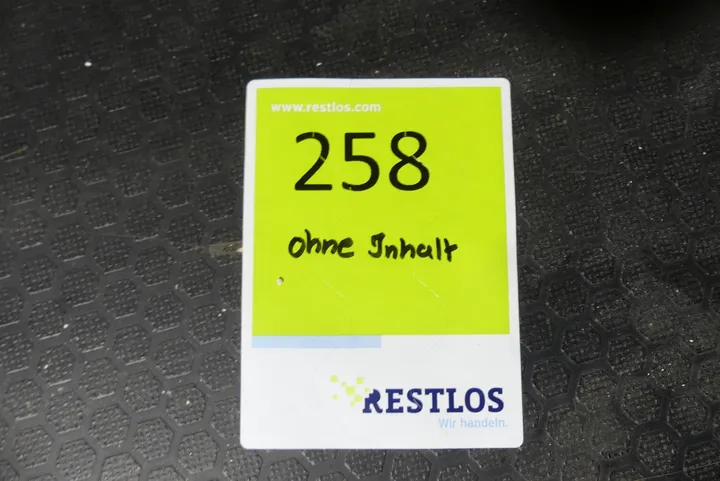 www.restlos.com
258
ohne Inhalt
RESTLOS
Wir handeln.